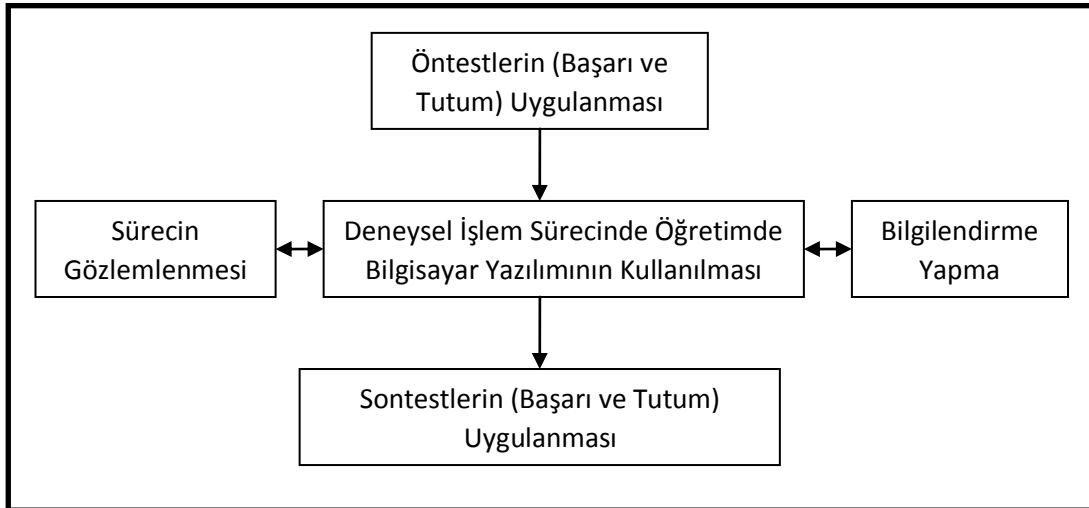 Öntestlerin (Başarı ve
Tutum) Uygulanması
Sürecin
Gözlemlenmesi
Deneysel İşlem Sürecinde Öğretimde
Bilgisayar Yazılımının Kullanılması
Bilgilendirme
Yapma
Sontestlerin (Başarı ve Tutum)
Uygulanması